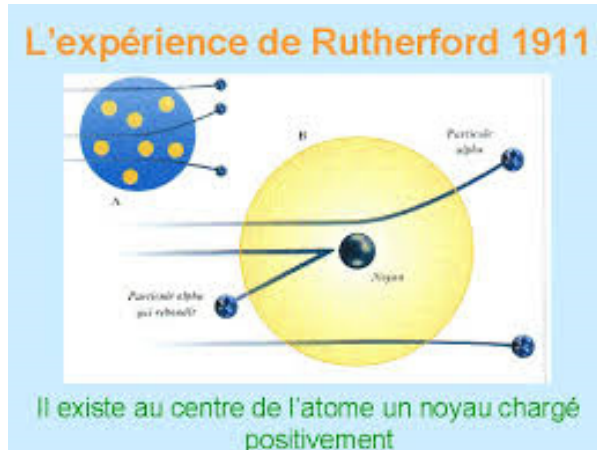 L'expérience de Rutherford 1911
B
Particule
alpha
A
Noyau
Particule alpha
qui rebondit
Il existe au centre de l'atome un noyau chargé
positivement